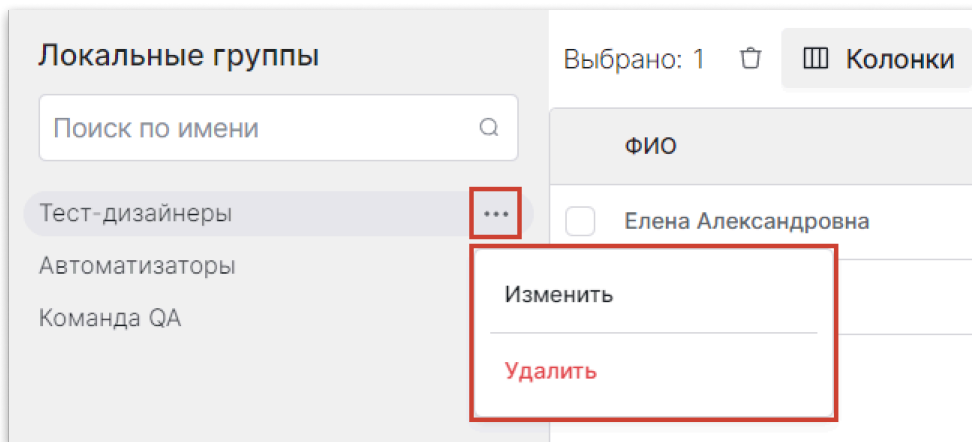 Локальные группы
Поиск по имени
Тест-дизайнеры
Автоматизаторы
Команда QA
Выбрано: 1
Колонки
ФИО
Елена Александровна
Изменить
Удалить